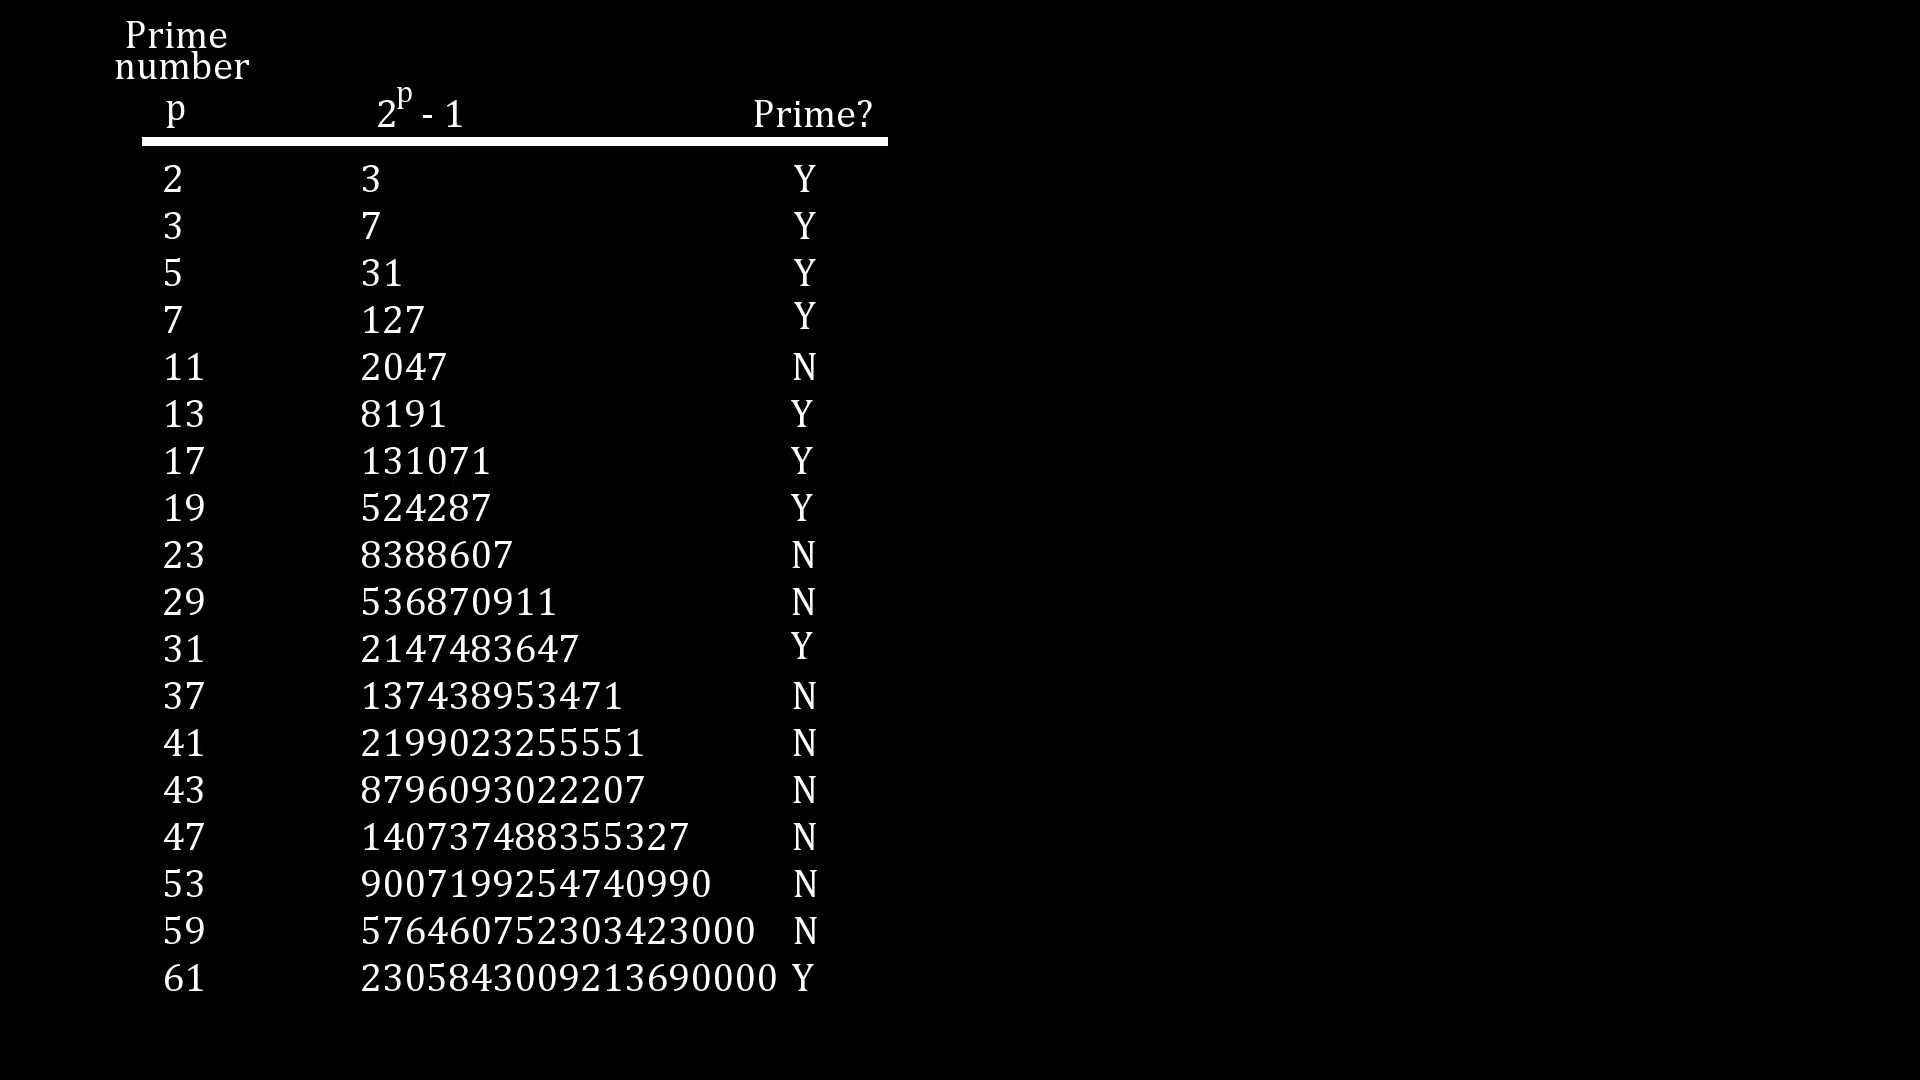 Prime
number
p 2^p - 1 Prime?
2 3 Y
3 7 Y
5 31 Y
7 127 Y
11 2047 N
13 8191 Y
17 131071 Y
19 524287 Y
23 8388607 N
29 536870911 N
31 2147483647 Y
37 137438953471 N
41 2199023255551 N
43 8796093022207 N
47 140737488355327 N
53 9007199254740990 N
59 576460752303423000 N
61 2305843009213690000 Y